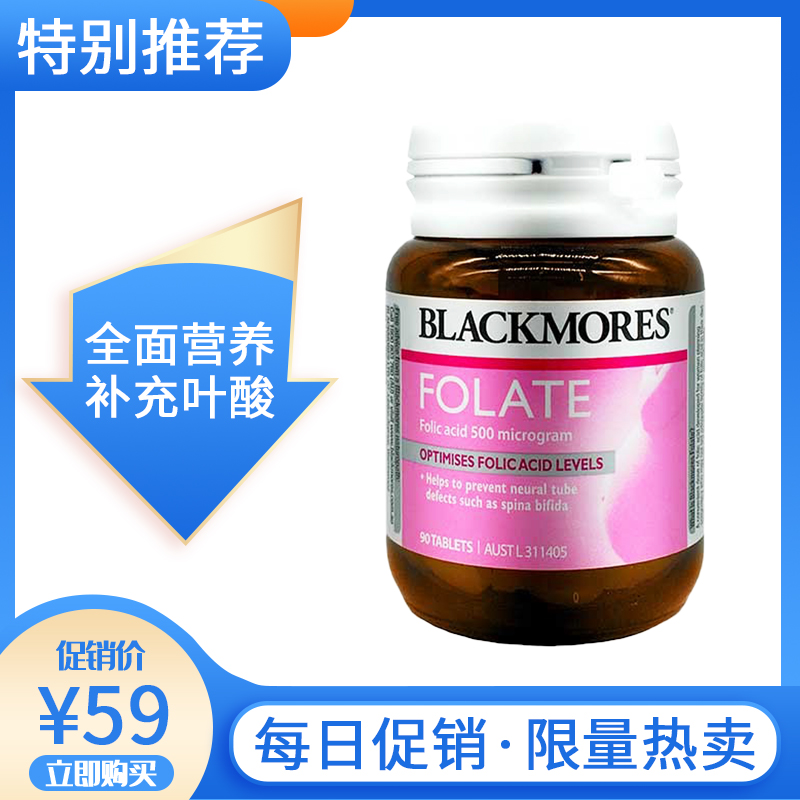 特别推荐
全面营养
补充叶酸
BLACKMORES®
FOLATE
Folic acid 500 microgram
OPTIMISES FOLIC ACID LEVELS
* Helps to prevent neural tube
defects such as spina bifida
90 TABLETS | AUST L 311405
促销价
¥59
立即购买
每日促销·限量热卖